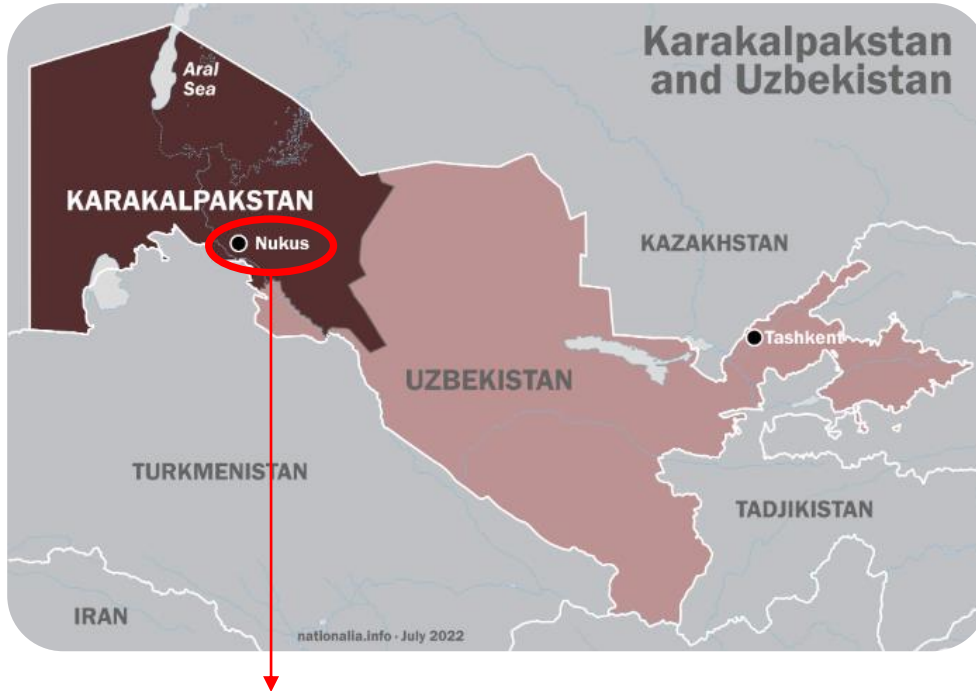 Karakalpakstan
and Uzbekistan
Aral
Sea
KARAKALPAKSTAN
Nukus
KAZAKHSTAN
Tashkent
UZBEKISTAN
TURKMENISTAN
TADJIKISTAN
IRAN
nationalia.info - July 2022